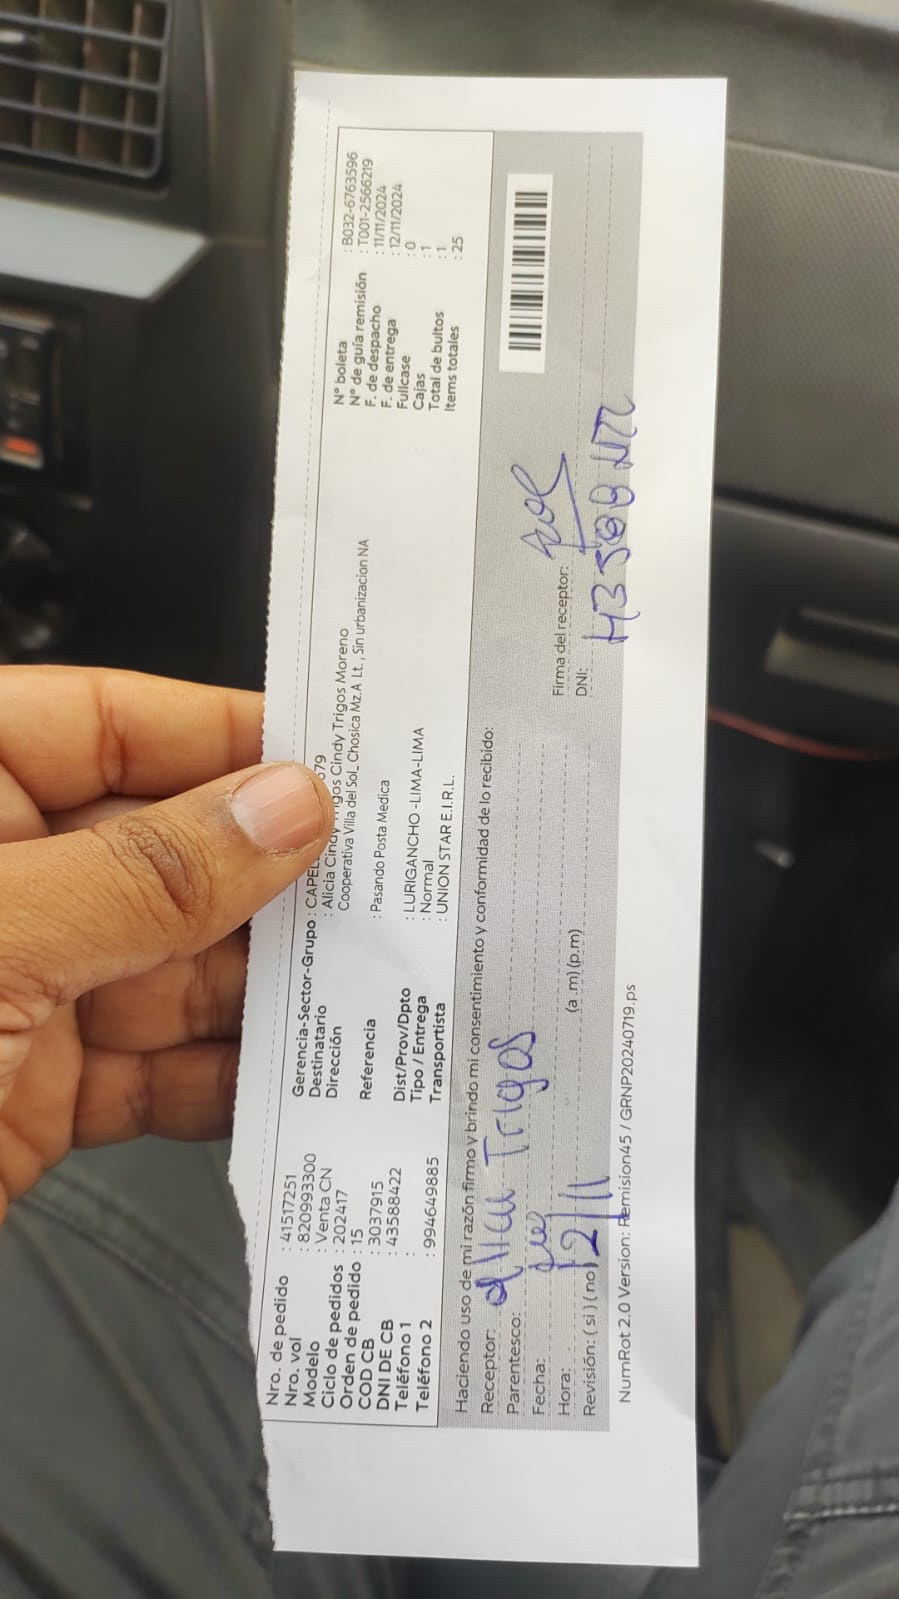 Nro. de pedido : 41517251
Nro. vol : 820993300
Modelo : Venta CN
Ciclo de pedidos : 202417
Orden de pedido : 15
COD CB : 3037915
DNI DE CB : 43588422
Teléfono 1 :
Teléfono 2 : 994649885
Gerencia-Sector-Grupo : CAPEL 679
Destinatario : Alicia Cindy Trigos Cindy Trigos Moreno
Dirección Cooperativa Villa del Sol_ Chosica Mz.A Lt. , Sin urbanizacion NA
Referencia : Pasando Posta Medica
Dist/Prov/Dpto : LURIGANCHO -LIMA-LIMA
Tipo / Entrega : Normal
Transportista : UNION STAR E.I.R.L.
N° boleta : B032-6763596
N° de guía remisión : T001-2566219
F. de despacho : 11/11/2024
F. de entrega : 12/11/2024
Fullcase : 0
Cajas : 1
Total de bultos : 1
Items totales : 25
Haciendo uso de mi razón firmo y brindo mi consentimiento y conformidad de lo recibido:
Receptor: Trigos
Parentesco:
Fecha: 12/11
Hora: (a .m) (p.m)
Revisión: ( si ) ( no )
Firma del receptor:
DNI:
NumRot 2.0 Version: Remision45 / GRNP20240719.ps